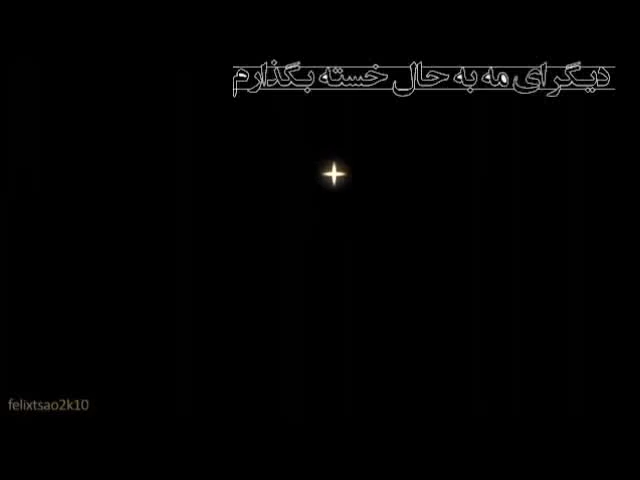 دیگر ای مه به حال خسته بگذارم
felixtsao2k10